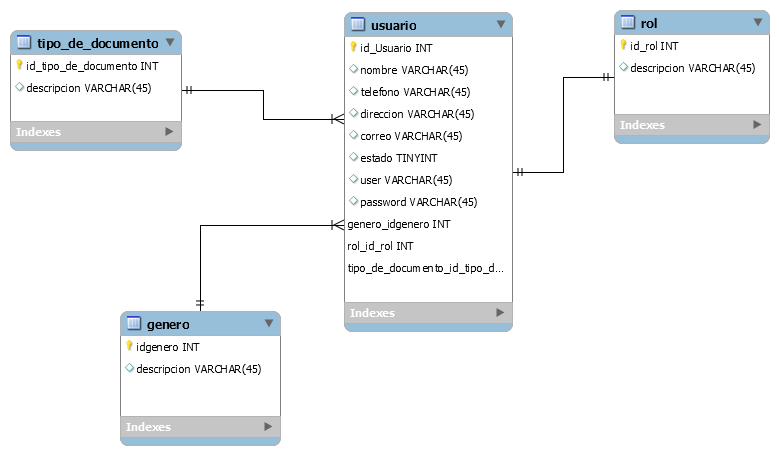 tipo_de_documento
id_tipo_de_documento INT
descripcion VARCHAR(45)
Indexes
usuario
id_Usuario INT
nombre VARCHAR(45)
telefono VARCHAR(45)
direccion VARCHAR(45)
correo VARCHAR(45)
estado TINYINT
user VARCHAR(45)
password VARCHAR(45)
genero_idgenero INT
rol_id_rol INT
tipo_de_documento_id_tipo_d...
Indexes
rol
id_rol INT
descripcion VARCHAR(45)
Indexes
genero
idgenero INT
descripcion VARCHAR(45)
Indexes